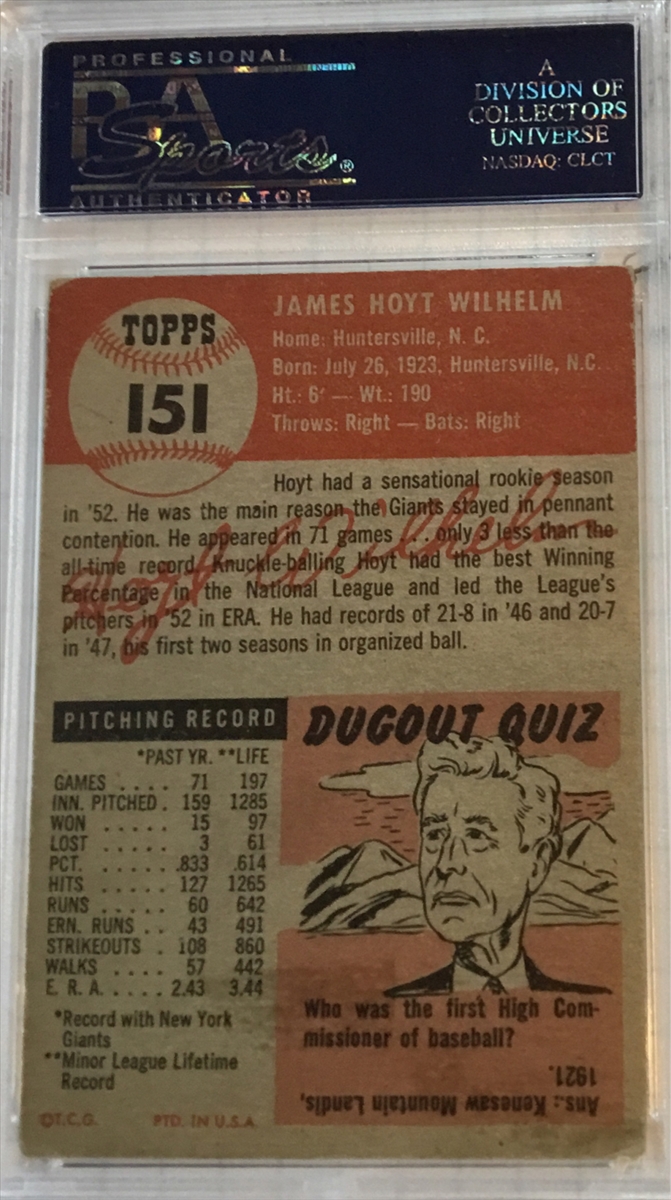 PROFESSIONAL
PSA
Sports®
AUTHENTICATOR
A
DIVISION OF
COLLECTORS
UNIVERSE
NASDAQ: CLCT
TOPPS
151
JAMES HOYT WILHELM
Home: Huntersville, N. C.
Born: July 26, 1923, Huntersville, N.C.
Ht.: 6' — Wt.: 190
Throws: Right — Bats: Right
Hoyt had a sensational rookie season
in '52. He was the main reason the Giants stayed in pennant
contention. He appeared in 71 games . . . only 3 less than the
all-time record. Knuckle-balling Hoyt had the best Winning
Percentage in the National League and led the League's
pitchers in '52 in ERA. He had records of 21-8 in '46 and 20-7
in '47, his first two seasons in organized ball.
Hoyt Wilhelm
PITCHING RECORD
*PAST YR. **LIFE
GAMES . . . . 71 197
INN. PITCHED . 159 1285
WON . . . . . 15 97
LOST . . . . . 3 61
PCT. . . . . . .833 .614
HITS . . . . . 127 1265
RUNS . . . . . 60 642
ERN. RUNS . . 43 491
STRIKEOUTS . 108 860
WALKS . . . . 57 442
E. R. A. . . . . 2.43 3.44
*Record with New York
Giants
**Minor League Lifetime
Record
©T.C.G. PTD. IN U.S.A.
DUGOUT QUIZ
Who was the first High Com-
missioner of baseball?
Ans.: Kenesaw Mountain Landis,
1921.